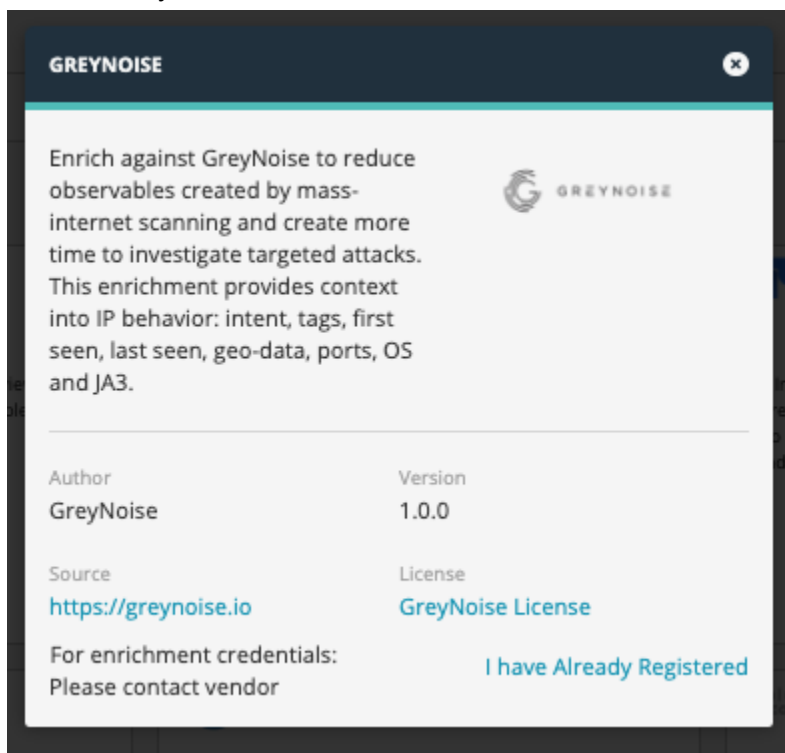 GREYNOISE
Enrich against GreyNoise to reduce
observables created by mass-
internet scanning and create more
time to investigate targeted attacks.
This enrichment provides context
into IP behavior: intent, tags, first
seen, last seen, geo-data, ports, OS
and JA3.
GREYNOISE
Author
GreyNoise
Version
1.0.0
Source
https://greynoise.io
License
GreyNoise License
For enrichment credentials:
Please contact vendor
I have Already Registered